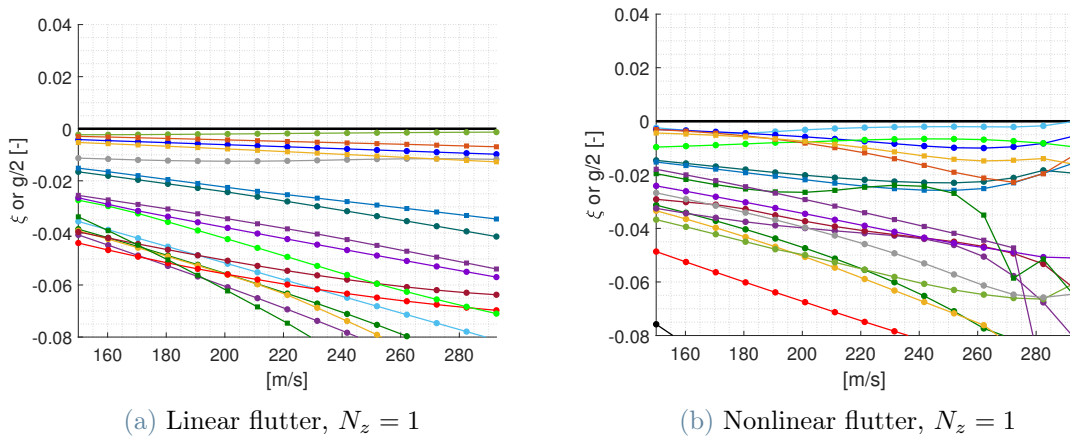 0.04
0.02
0
-0.02
-0.04
-0.06
-0.08
ξ or g/2 [-]
160 180 200 220 240 260 280
[m/s]
(a) Linear flutter, N_z = 1
0.04
0.02
0
-0.02
-0.04
-0.06
-0.08
ξ or g/2 [-]
160 180 200 220 240 260 280
[m/s]
(b) Nonlinear flutter, N_z = 1